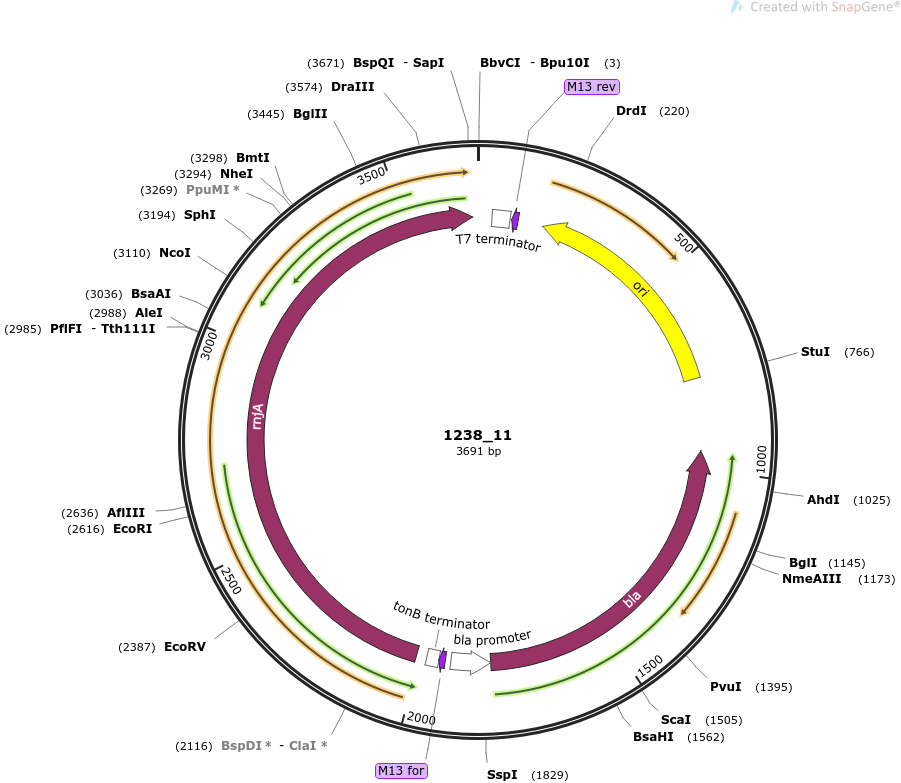 Created with SnapGene®
(3671) BspQI - SapI
BbvCI - Bpu10I (3)
(3574) DraIII
M13 rev
(3445) BglII
DrdI (220)
(3298) BmtI
(3294) NheI
(3269) PpuMI *
3500
(3194) SphI
T7 terminator
500
(3110) NcoI
ori
(3036) BsaAI
(2988) AleI
(2985) PflFI - Tth111I
3000
StuI (766)
rnjA
1238_11
3691 bp
1000
AhdI (1025)
(2636) AflIII
(2616) EcoRI
BglI (1145)
NmeAIII (1173)
2500
bla
tonB terminator
bla promoter
(2387) EcoRV
1500
PvuI (1395)
2000
ScaI (1505)
BsaHI (1562)
(2116) BspDI * - ClaI *
M13 for
SspI (1829)